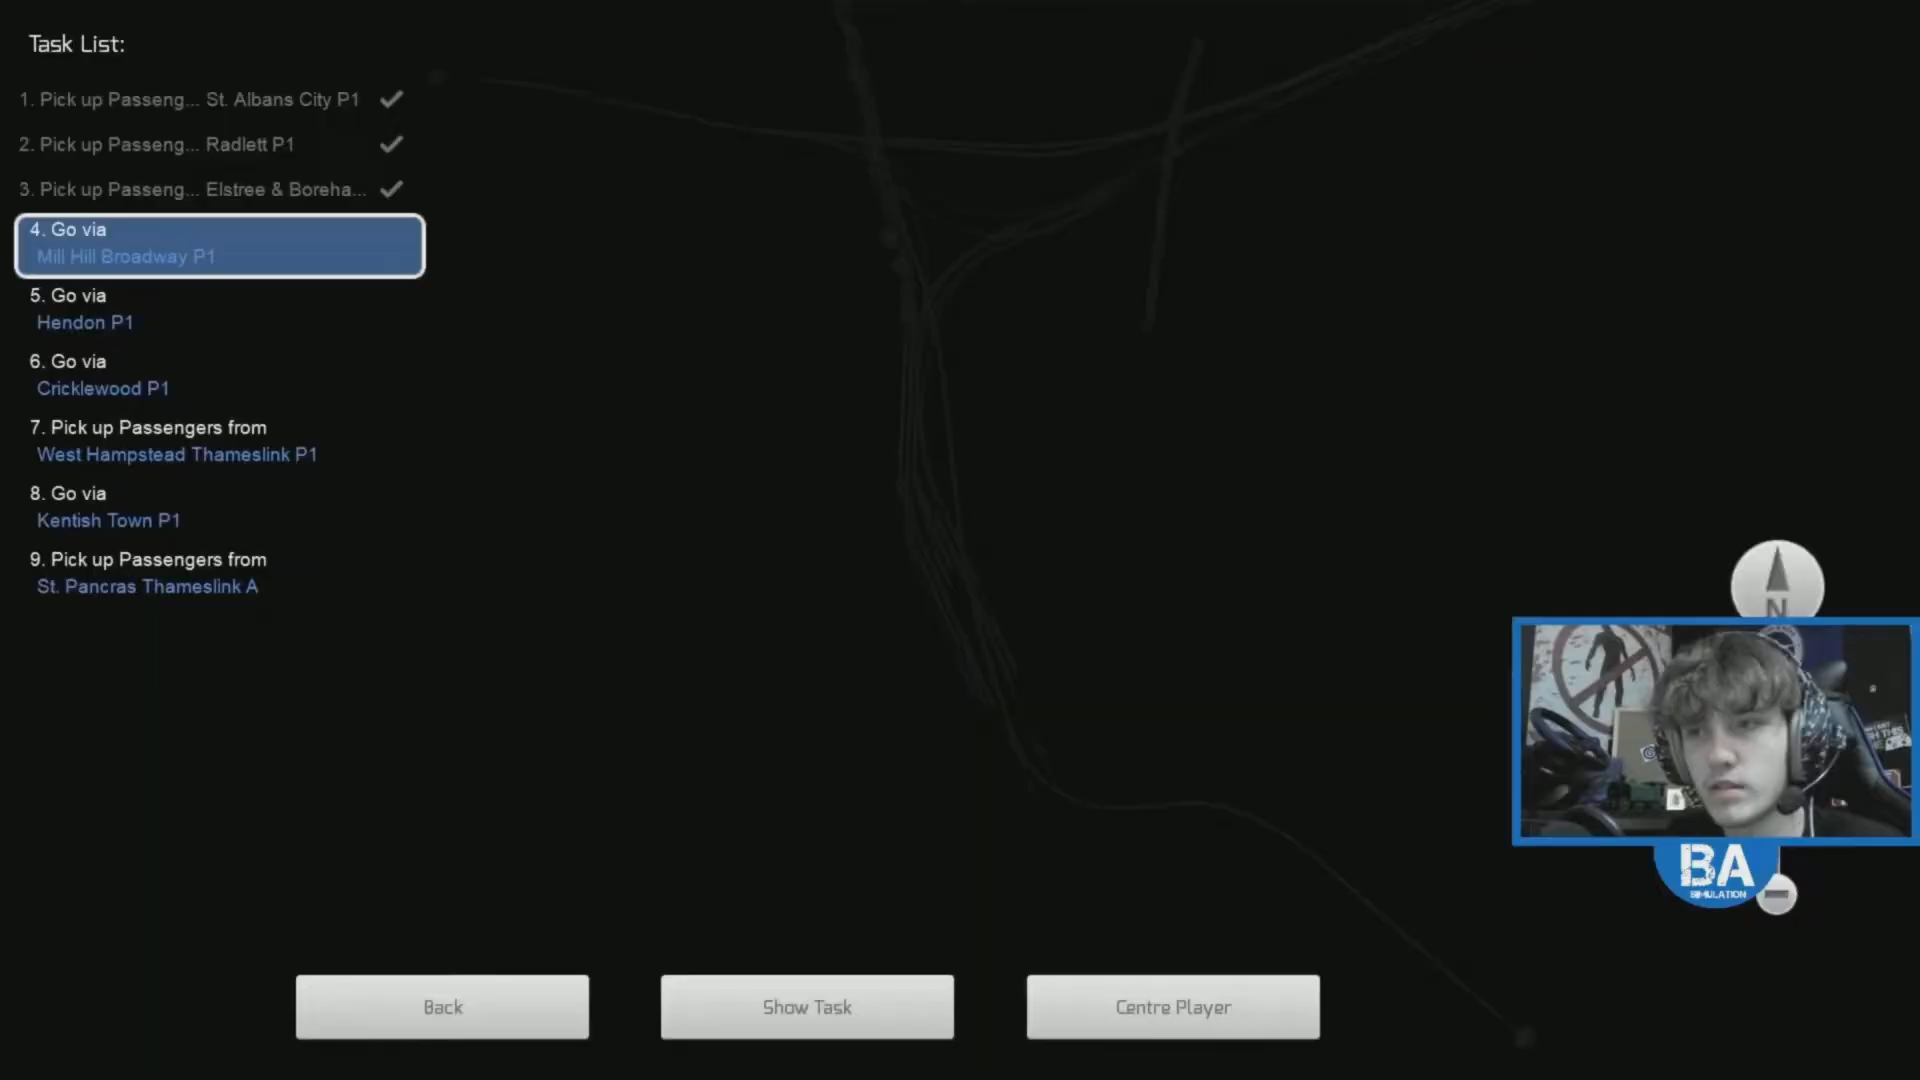 Task List:
1. Pick up Passeng... St. Albans City P1
2. Pick up Passeng... Radlett P1
3. Pick up Passeng... Elstree & Boreha...
4. Go via
Mill Hill Broadway P1
5. Go via
Hendon P1
6. Go via
Cricklewood P1
7. Pick up Passengers from
West Hampstead Thameslink P1
8. Go via
Kentish Town P1
9. Pick up Passengers from
St. Pancras Thameslink A
N
BA
SIMULATION
Back
Show Task
Centre Player